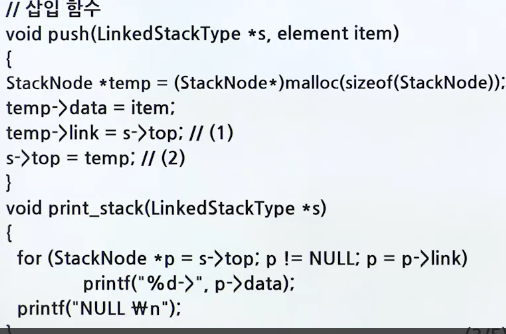 // 삽입 함수
void push(LinkedStackType *s, element item)
{
StackNode *temp = (StackNode*)malloc(sizeof(StackNode));
temp->data = item;
temp->link = s->top; // (1)
s->top = temp; // (2)
}
void print_stack(LinkedStackType *s)
{
for (StackNode *p = s->top; p != NULL; p = p->link)
printf("%d->", p->data);
printf("NULL ₩n");
}